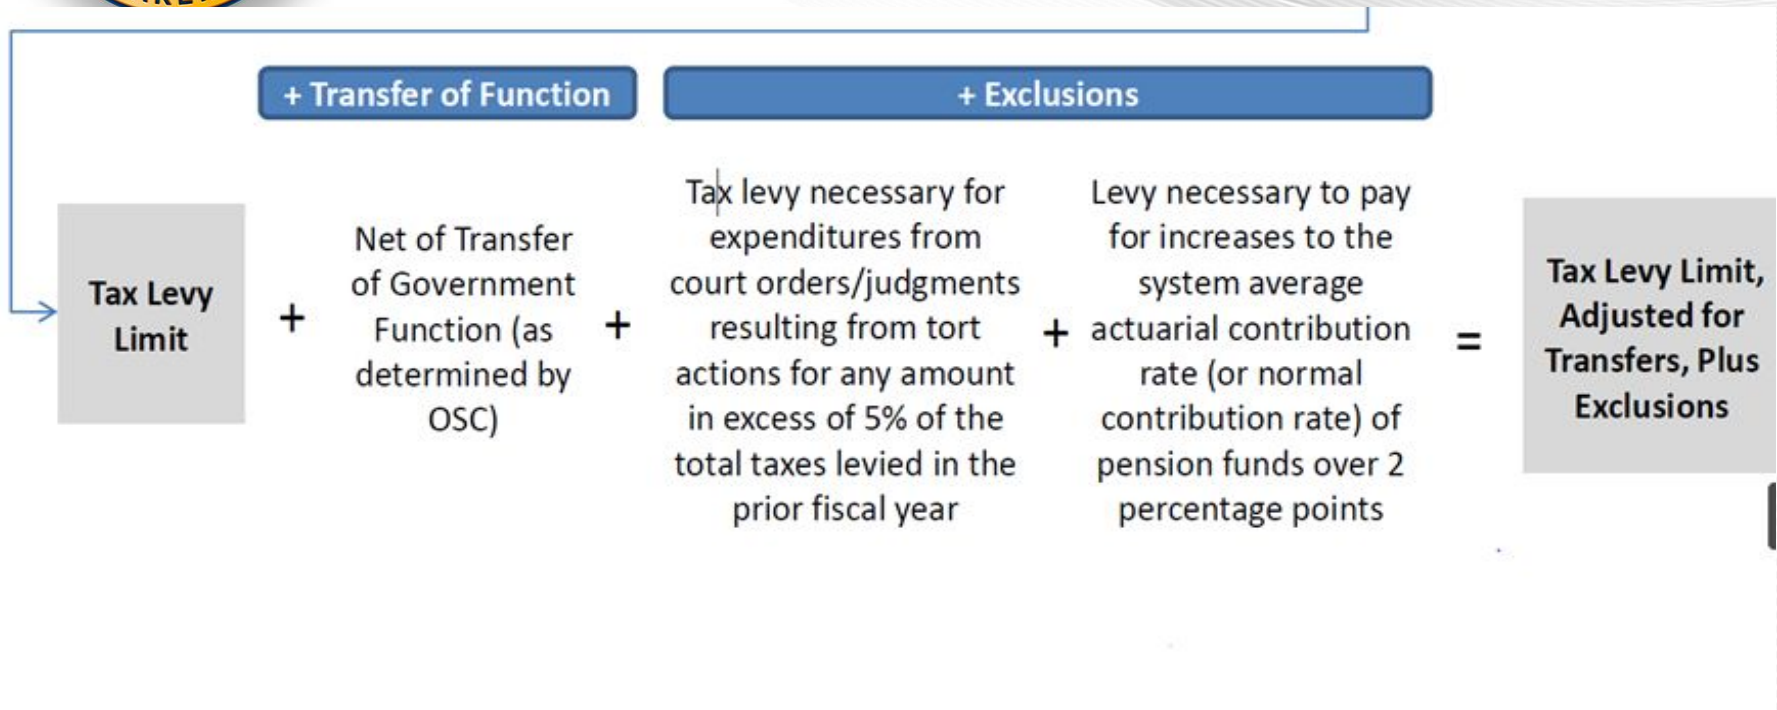 + Transfer of Function
+ Exclusions
Tax Levy
Limit
+
Net of Transfer
of Government
Function (as
determined by
OSC)
+
Tax levy necessary for
expenditures from
court orders/judgments
resulting from tort
actions for any amount
in excess of 5% of the
total taxes levied in the
prior fiscal year
+
Levy necessary to pay
for increases to the
system average
actuarial contribution
rate (or normal
contribution rate) of
pension funds over 2
percentage points
=
Tax Levy Limit,
Adjusted for
Transfers, Plus
Exclusions